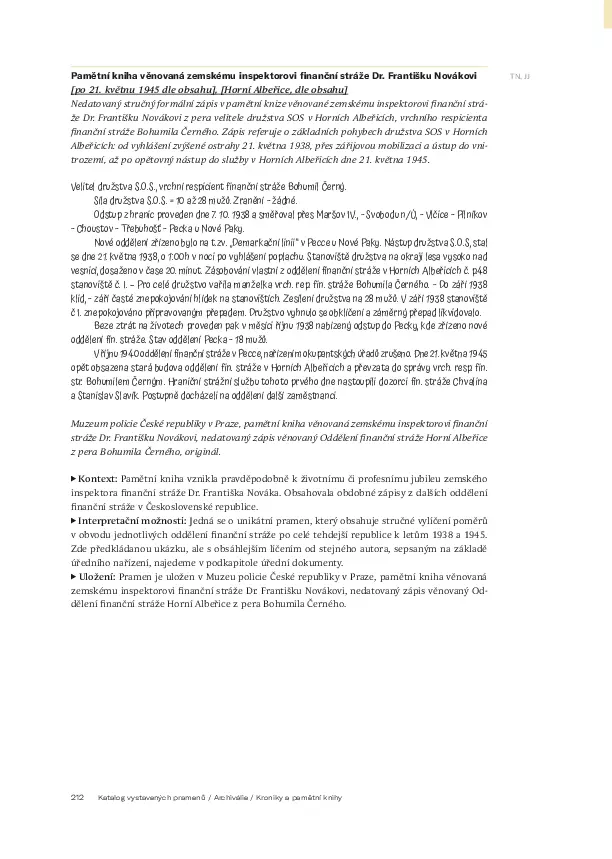 Pamětní kniha věnovaná zemskému inspektorovi finanční stráže Dr. Františku Novákovi
TN, JJ
[po 21. květnu 1945 dle obsahu], [Horní Albeřice, dle obsahu]
Nedatovaný stručný formální zápis v pamětní knize věnované zemskému inspektorovi finanční strá-
že Dr. Františku Novákovi z pera velitele družstva SOS v Horních Albeřicích, vrchního respicienta
finanční stráže Bohumila Černého. Zápis referuje o základních pohybech družstva SOS v Horních
Albeřicích: od vyhlášení zvýšené ostrahy 21. května 1938, přes zářijovou mobilizaci a ústup do vni-
trozemí, až po opětovný nástup do služby v Horních Albeřicích dne 21. května 1945.
Velitel družstva S.O.S., vrchní respicient finanční stráže Bohumil Černý.
Síla družstva S.O.S. = 10 až 28 mužů. Zranění – žádné.
Odstup z hranic proveden dne 7. 10. 1938 a směřoval přes Maršov IV., – Svobodu n/Ú, – Vlčice – Pilníkov
– Choustov – Třebuhošť – Pecka u Nové Paky.
Nové oddělení zřízeno bylo na t.zv. „Demarkační linii“ v Pecce u Nové Paky. Nástup družstva S.O.S, stal
se dne 21. května 1938, o 1:00h v noci po vyhlášení poplachu. Stanoviště družstva na okraji lesa vysoko nad
vesnicí, dosaženo v čase 20. minut. Zásobování vlastní z oddělení finanční stráže v Horních Albeřicích č. p48
stanoviště č. I. – Pro celé družstvo vařila manželka vrch. rep fin. stráže Bohumila Černého. – Do září 1938
klid, – září časté znepokojování hlídek na stanovištích. Zesílení družstva na 28 mužů. V září 1938 stanoviště
č 1. znepokojováno připravovaným přepadem. Družstvo vyhnulo se obklíčení a záměrný přepad likvidovalo.
Beze ztrát na životech proveden pak v měsíci říjnu 1938 nabízený odstup do Pecky, kde zřízeno nové
oddělení fin. stráže. Stav oddělení Pecka – 18 mužů.
V říjnu 1940 oddělení finanční stráže v Pecce, nařízením okupantských úřadů zrušeno. Dne 21. května 1945
opět obsazena stará budova oddělení fin. stráže v Horních Albeřicích a převzata do správy vrch. resp fin.
str. Bohumilem Černým. Hraniční strážní službu tohoto prvého dne nastoupili dozorci fin. stráže Chvalina
a Stanislav Slavík. Postupně docházeli na oddělení další zaměstnanci.
Muzeum policie České republiky v Praze, pamětní kniha věnovaná zemskému inspektorovi finanční
stráže Dr. Františku Novákovi, nedatovaný zápis věnovaný Oddělení finanční stráže Horní Albeřice
z pera Bohumila Černého, originál.
▶ Kontext: Pamětní kniha vznikla pravděpodobně k životnímu či profesnímu jubileu zemského
inspektora finanční stráže Dr. Františka Nováka. Obsahovala obdobné zápisy z dalších oddělení
finanční stráže v Československé republice.
▶ Interpretační možnosti: Jedná se o unikátní pramen, který obsahuje stručné vylíčení poměrů
v obvodu jednotlivých oddělení finanční stráže po celé tehdejší republice k letům 1938 a 1945.
Zde předkládanou ukázku, ale s obsáhlejším líčením od stejného autora, sepsaným na základě
úředního nařízení, najedeme v podkapitole úřední dokumenty.
▶ Uložení: Pramen je uložen v Muzeu policie České republiky v Praze, pamětní kniha věnovaná
zemskému inspektorovi finanční stráže Dr. Františku Novákovi, nedatovaný zápis věnovaný Od-
dělení finanční stráže Horní Albeřice z pera Bohumila Černého.
212 Katalog vystavených pramenů / Archiválie / Kroniky a pamětní knihy